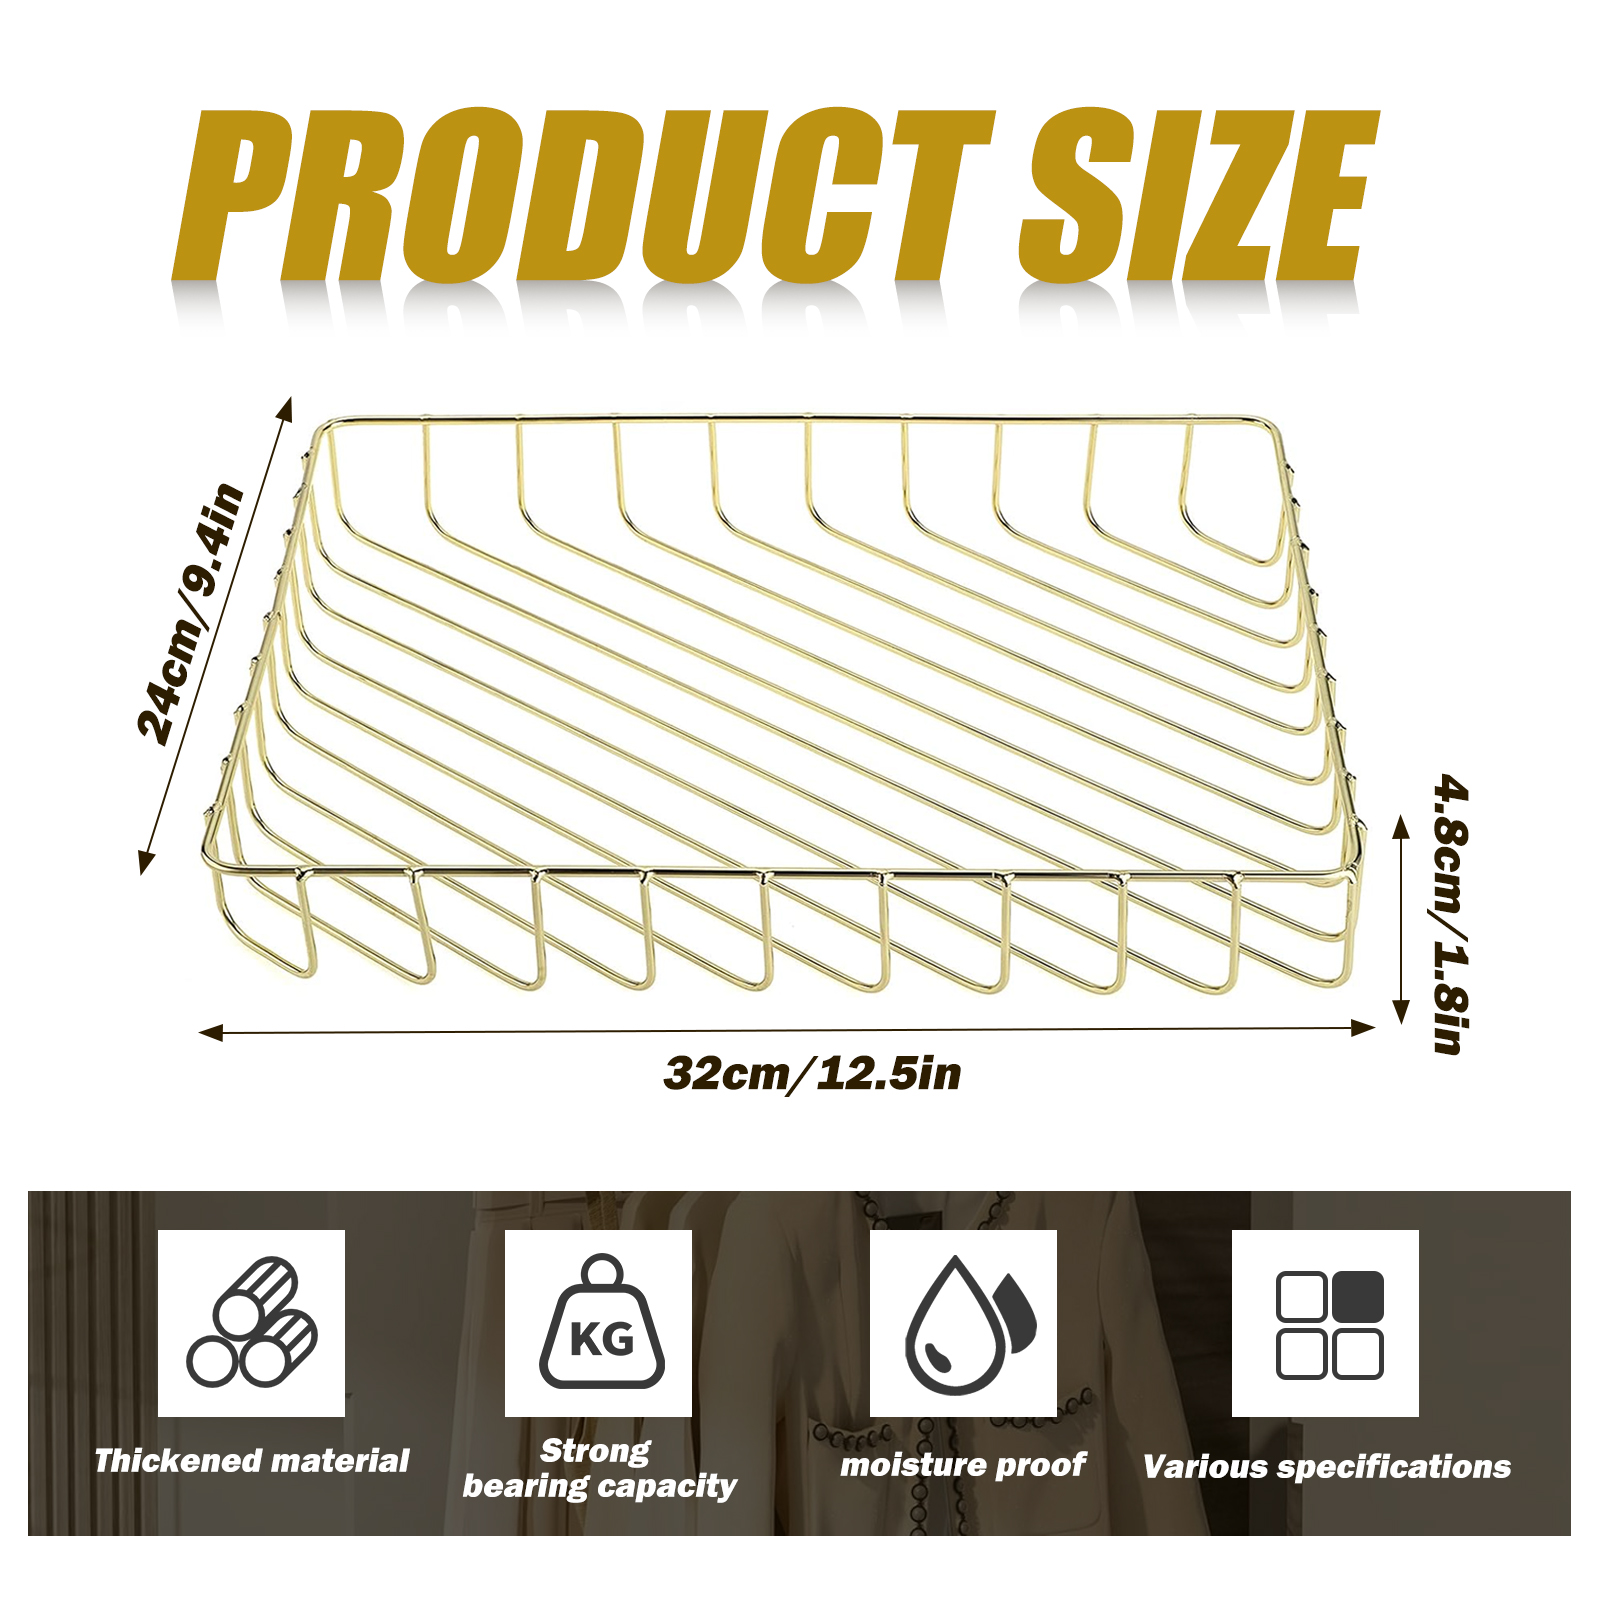 PRODUCT SIZE
24cm/9.4in
4.8cm/1.8in
32cm/12.5in
KG
Thickened material
Strong
bearing capacity
moisture proof
Various specifications